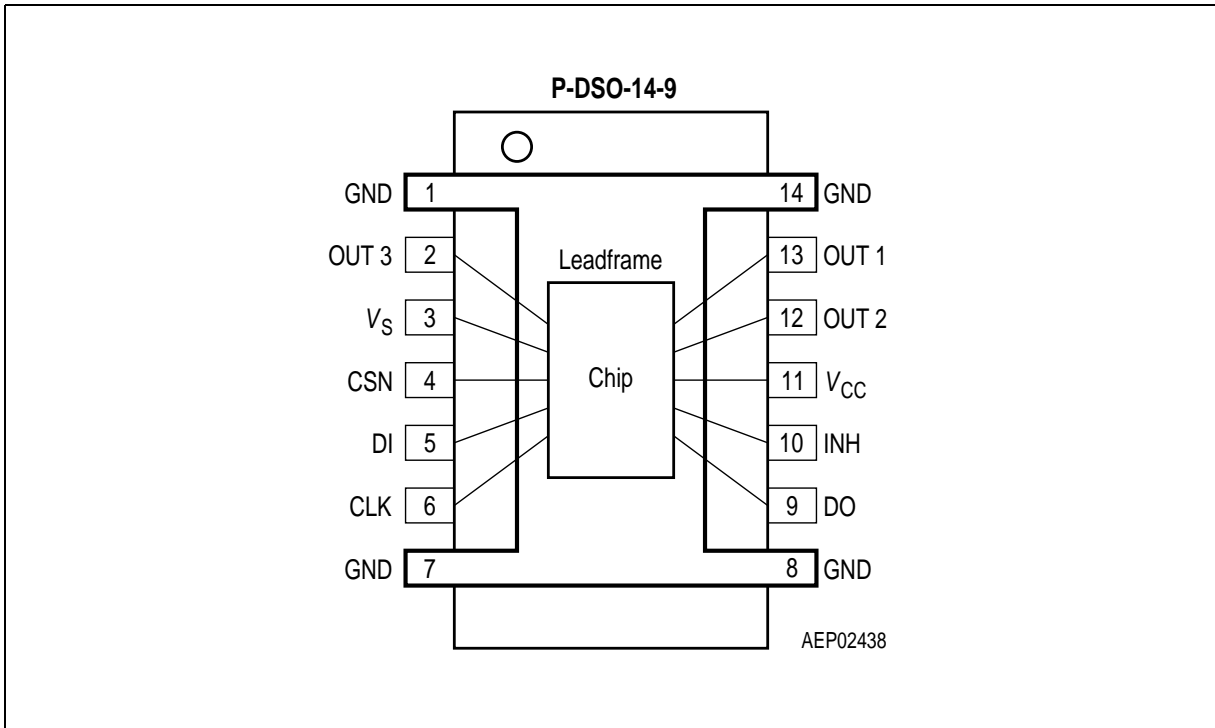 P-DSO-14-9
GND 1 14 GND
OUT 3 2 13 OUT 1
Leadframe
VS 3 12 OUT 2
CSN 4 Chip 11 VCC
DI 5 10 INH
CLK 6 9 DO
GND 7 8 GND
AEP02438